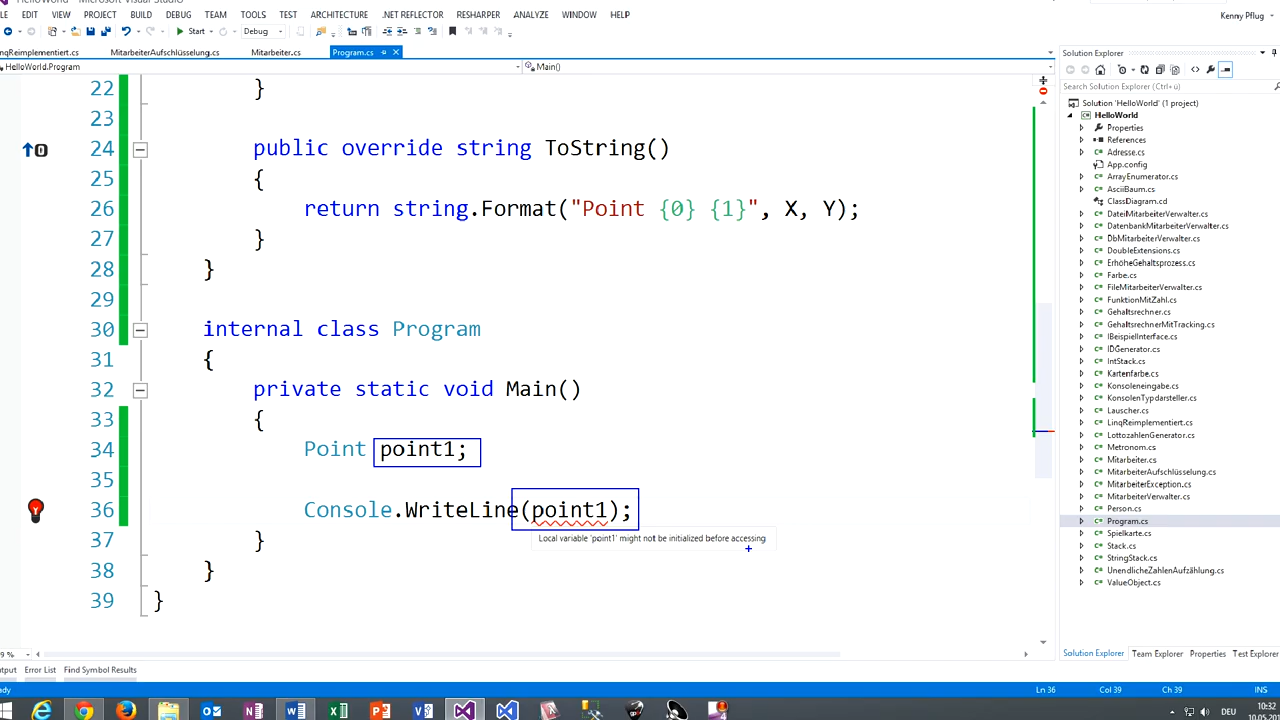 HelloWorld - Microsoft Visual Studio
LE EDIT VIEW PROJECT BUILD DEBUG TEAM TOOLS TEST ARCHITECTURE .NET REFLECTOR RESHARPER ANALYZE WINDOW HELP
Kenny Pflug
Start Debug
inqReimplementiert.cs MitarbeiterAufschlüsselung.cs Mitarbeiter.cs Program.cs
HelloWorld.Program Main()
22 }
23
24 public override string ToString()
25 {
26 return string.Format("Point {0} {1}", X, Y);
27 }
28 }
29
30 internal class Program
31 {
32 private static void Main()
33 {
34 Point point1;
35
36 Console.WriteLine(point1);
Local variable 'point1' might not be initialized before accessing
37 }
38 }
39 }
9 %
Solution Explorer
Search Solution Explorer (Ctrl+ü)
Solution 'HelloWorld' (1 project)
HelloWorld
Properties
References
Adresse.cs
App.config
ArrayEnumerator.cs
AsciiBaum.cs
ClassDiagram.cd
DateiMitarbeiterVerwalter.cs
DatenbankMitarbeiterVerwalter.cs
DbMitarbeiterVerwalter.cs
DoubleExtensions.cs
ErhöheGehaltsprozess.cs
Farbe.cs
FileMitarbeiterVerwalter.cs
FunktionMitZahl.cs
Gehaltsrechner.cs
GehaltsrechnerMitTracking.cs
IBeispielInterface.cs
IDGenerator.cs
IntStack.cs
Kartenfarbe.cs
Konsoleneingabe.cs
KonsolenTypdarsteller.cs
Lauscher.cs
LinqReimplementiert.cs
LottozahlenGenerator.cs
Metronom.cs
Mitarbeiter.cs
MitarbeiterAufschlüsselung.cs
MitarbeiterException.cs
MitarbeiterVerwalter.cs
Person.cs
Program.cs
Spielkarte.cs
Stack.cs
StringStack.cs
UnendlicheZahlenAufzählung.cs
ValueObject.cs
Solution Explorer Team Explorer Properties Test Explorer
utput Error List Find Symbol Results
ady Ln 36 Col 39 Ch 39 INS
DEU 10:32
10.05.201